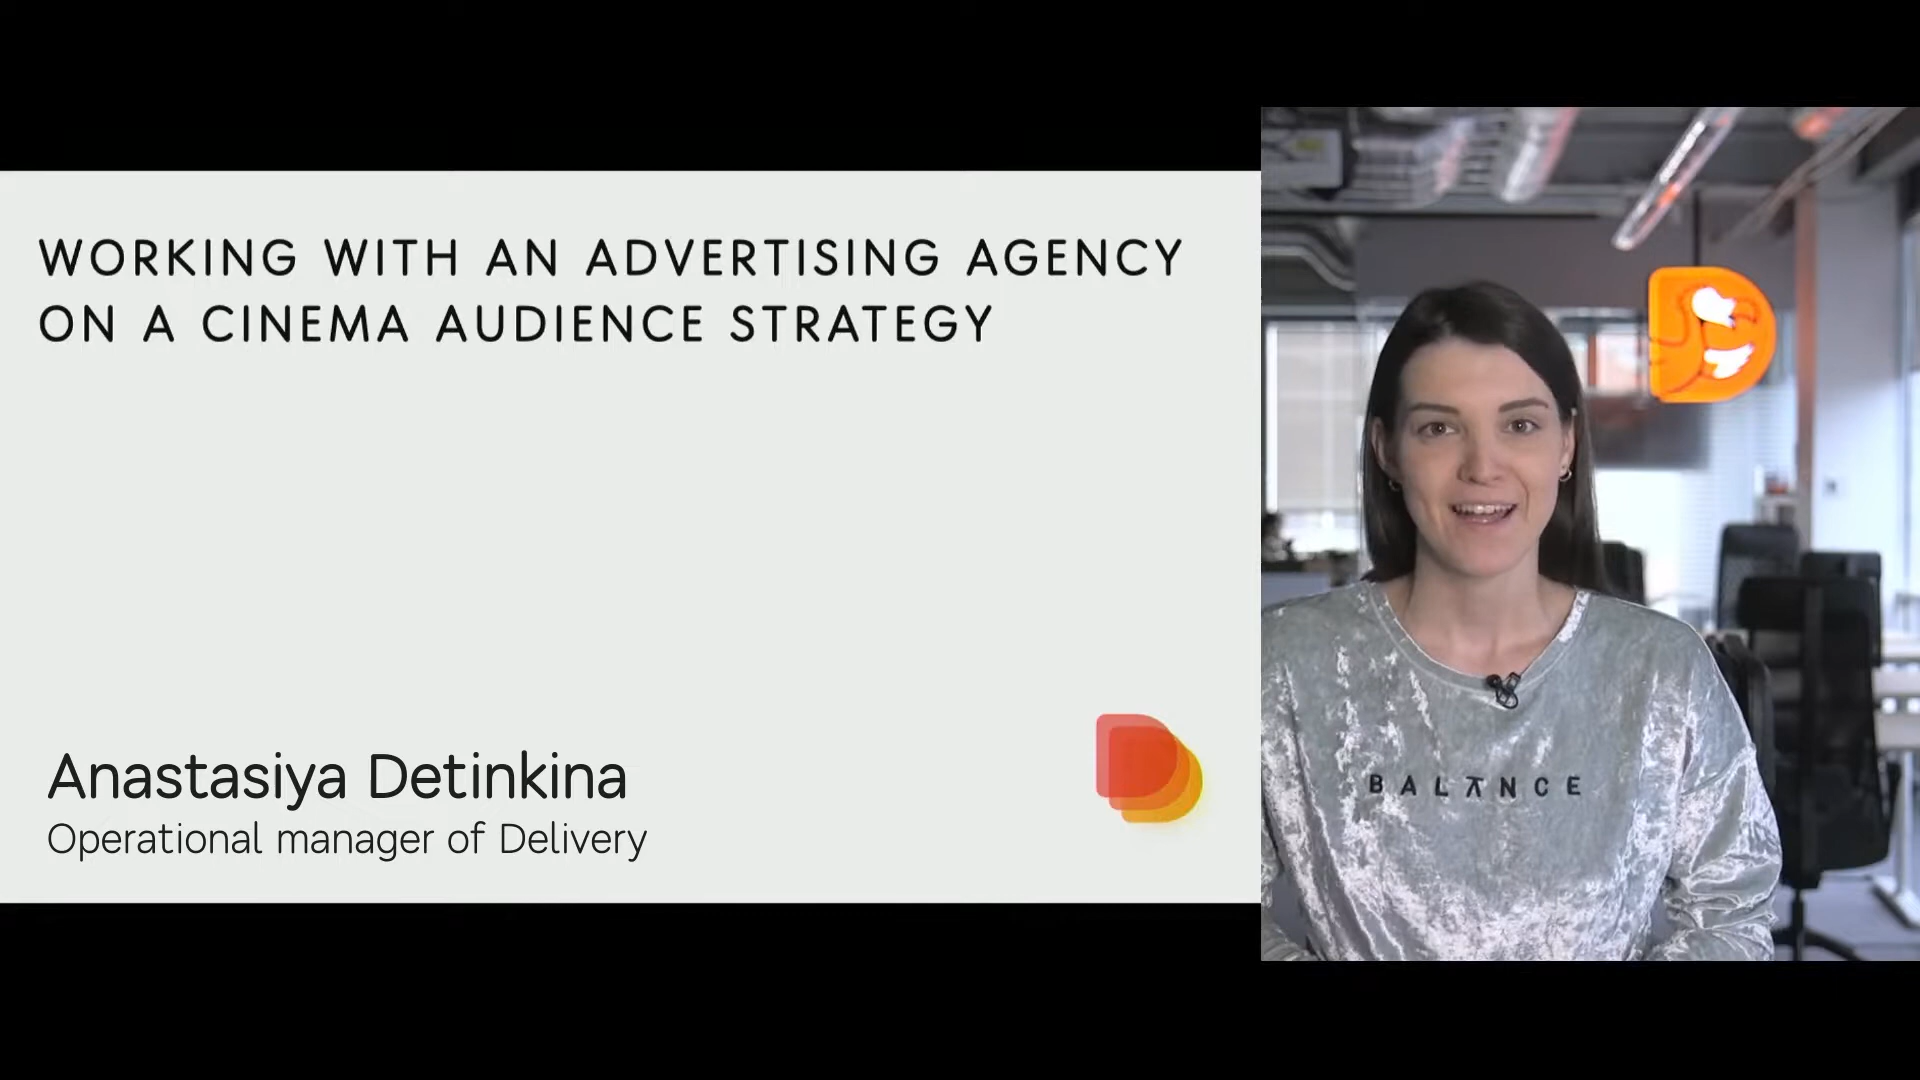 WORKING WITH AN ADVERTISING AGENCY
ON A CINEMA AUDIENCE STRATEGY
Anastasiya Detinkina
Operational manager of Delivery
BALANCE